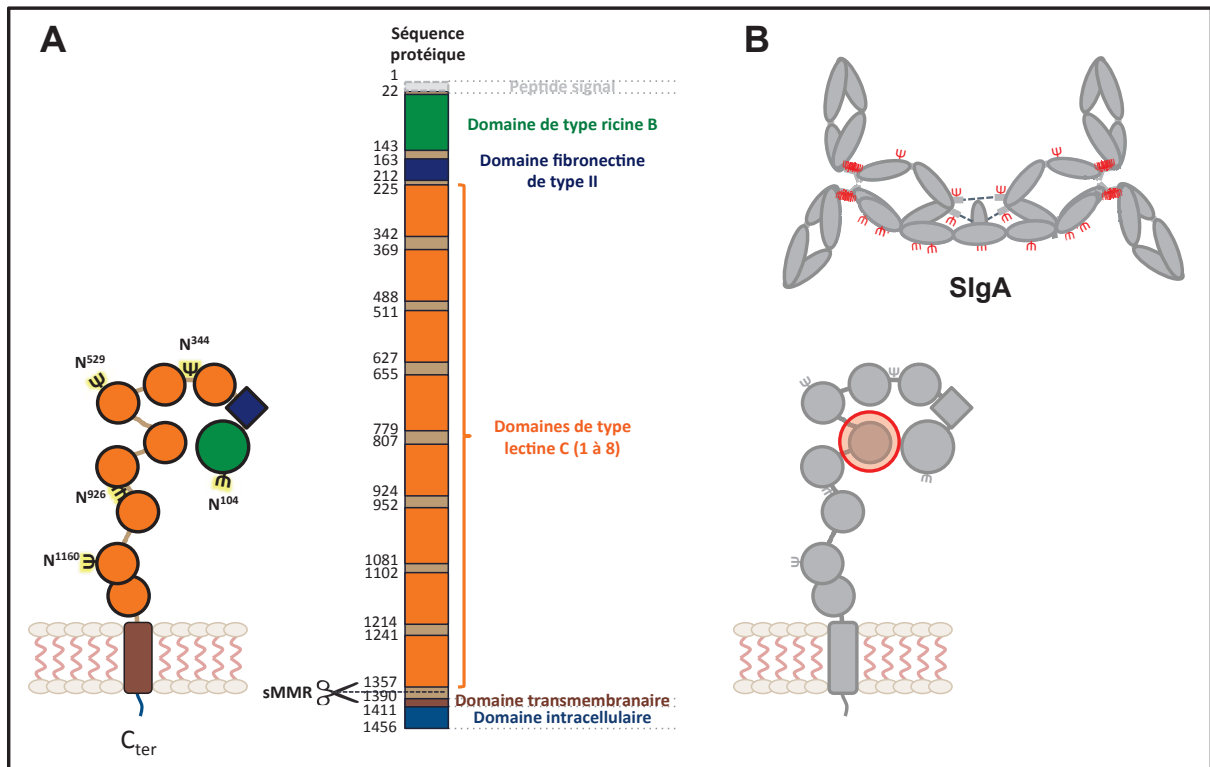 A
B
Séquence
protéique
1
Peptide signal
22
Domaine de type ricine B
143
163
Domaine fibronectine
de type II
212
225
342
369
488
511
627
655
779
807
Domaines de type
lectine C (1 à 8)
924
952
1081
1102
1214
1241
1357
sMMR
1390
Domaine transmembranaire
1411
Domaine intracellulaire
1456
N344
N529
N926
N104
N1160
Cter
SIgA